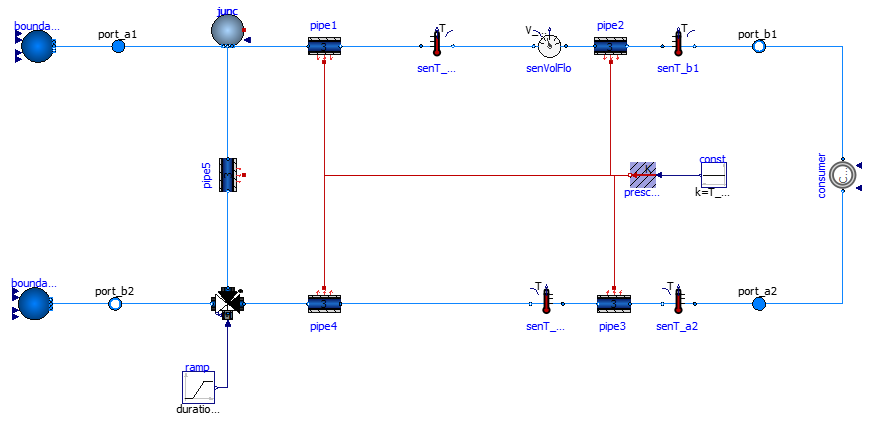 bounda...
port_a1
junc
pipe1
T
senT_...
V_...
senVolFlo
pipe2
T
senT_b1
port_b1
pipe5
K
presc...
const
k=T_...
consumer
C...
bounda...
port_b2
pipe4
T
senT_...
pipe3
T
senT_a2
port_a2
ramp
duratio...